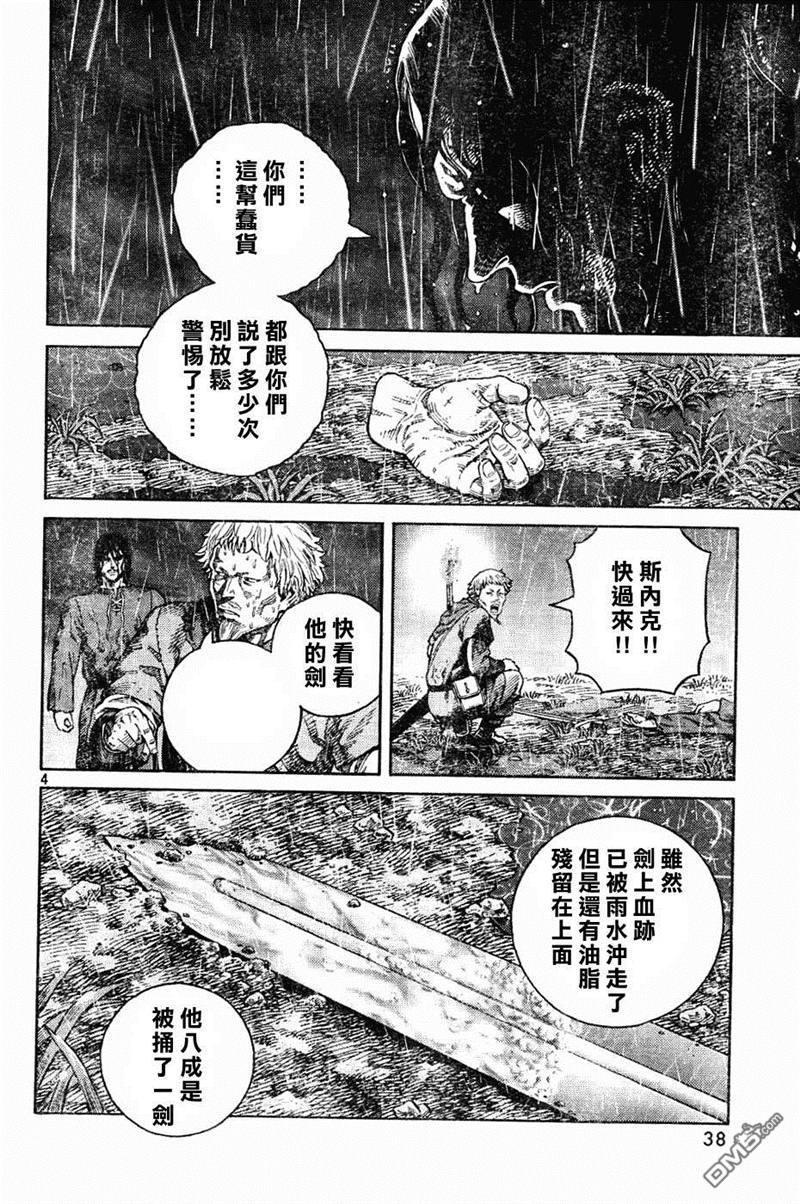 ……
你們
這幫蠢貨
……
都跟你們
說了多少次
別放鬆
警惕了……
斯內克!!
快過來!!
快看看
他的劍
4
雖然
劍上血跡
已被雨水沖走了
但是還有油脂
殘留在上面
他八成是
被捅了一劍
38
DM5.com